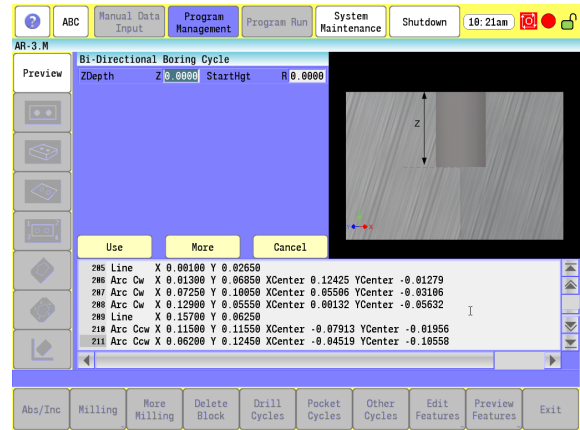 ?
ABC
Manual Data Input
Program Management
Program Run
System Maintenance
Shutdown
10:21am
AR-3.M
Preview
Bi-Directional Boring Cycle
ZDepth Z 0.0000 StartHgt R 0.0000
Z
Y X
Use More Cancel
205 Line X 0.00100 Y 0.02650
206 Arc Cw X 0.01300 Y 0.06850 XCenter 0.12425 YCenter -0.01279
207 Arc Cw X 0.07250 Y 0.10050 XCenter 0.05506 YCenter -0.03106
208 Arc Cw X 0.12900 Y 0.05550 XCenter 0.00132 YCenter -0.05632
209 Line X 0.15700 Y 0.06250
210 Arc Ccw X 0.11500 Y 0.11550 XCenter -0.07913 YCenter -0.01956
211 Arc Ccw X 0.06200 Y 0.12450 XCenter -0.04519 YCenter -0.10558
Abs/Inc
Milling
More Milling
Delete Block
Drill Cycles
Pocket Cycles
Other Cycles
Edit Features
Preview Features
Exit